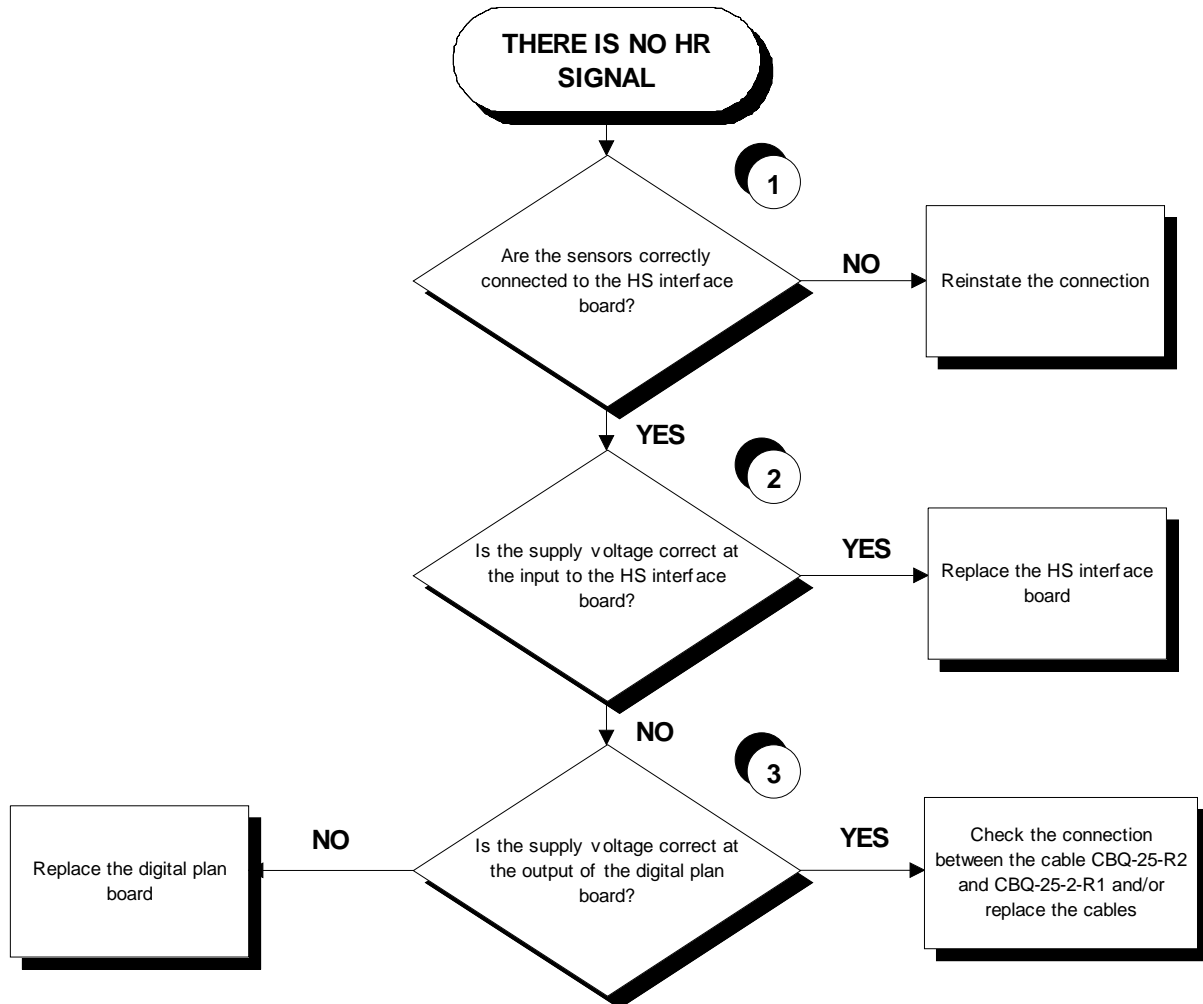 THERE IS NO HR
SIGNAL
1
Are the sensors correctly
connected to the HS interface
board?
NO
Reinstate the connection
YES
2
Is the supply voltage correct at
the input to the HS interface
board?
YES
Replace the HS interface
board
NO
3
Is the supply voltage correct at
the output of the digital plan
board?
NO
Replace the digital plan
board
YES
Check the connection
between the cable CBQ-25-R2
and CBQ-25-2-R1 and/or
replace the cables